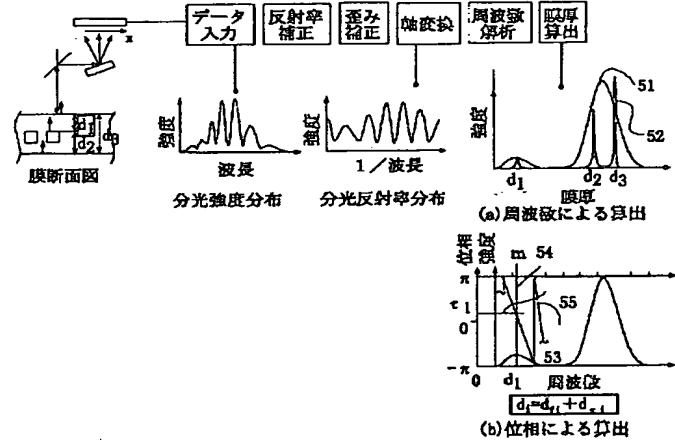 データ入力
反射率補正
歪み補正
軸変換
周波数解析
膜厚算出
x
d1
d2
d3
膜断面図
強度
波長
分光強度分布
強度
1/波長
分光反射率分布
強度
51
52
d1
d2
d3
膜厚
(a)周波数による算出
位相
強度
m
54
π
τ1
0
55
53
-π
0
d1
周波数
(b)位相による算出